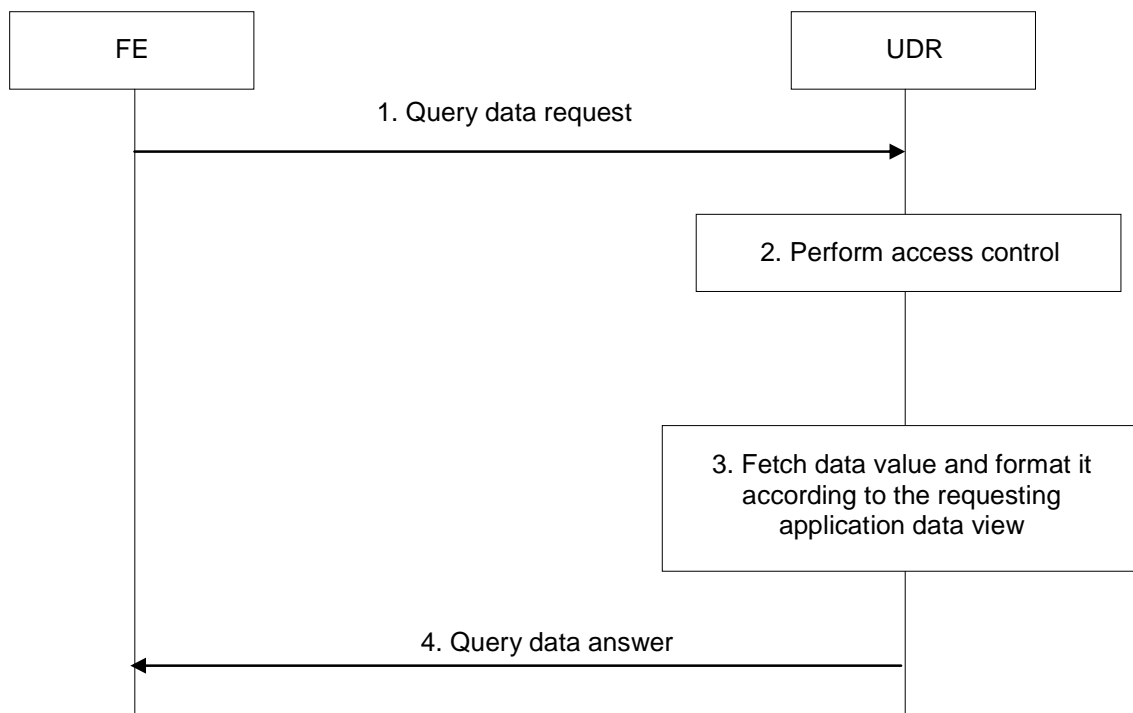 FE
UDR
1. Query data request
2. Perform access control
3. Fetch data value and format it
according to the requesting
application data view
4. Query data answer